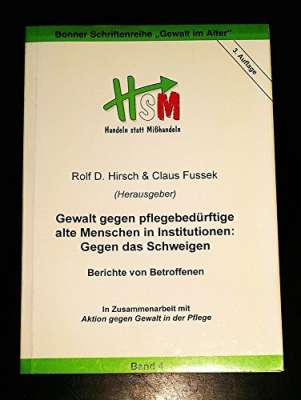 Bonner Schriftenreihe „Gewalt im Alter"
3. Auflage
HSM
Handeln statt Mißhandeln
Rolf D. Hirsch & Claus Fussek
(Herausgeber)
Gewalt gegen pflegebedürftige
alte Menschen in Institutionen:
Gegen das Schweigen
Berichte von Betroffenen
In Zusammenarbeit mit
Aktion gegen Gewalt in der Pflege
Band 4